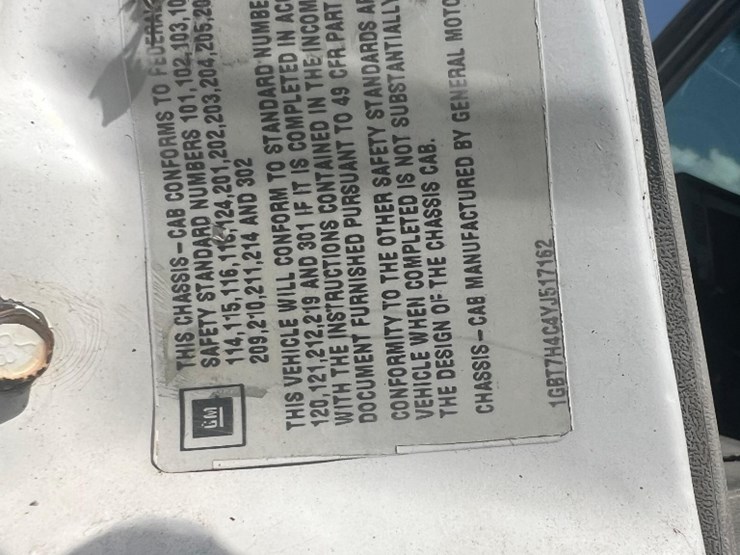 GM
THIS CHASSIS-CAB CONFORMS TO FEDERAL
SAFETY STANDARD NUMBERS 101,102,103,10
114,115,116,118,124,201,202,203,204,205,20
209,210,211,214 AND 302
THIS VEHICLE WILL CONFORM TO STANDARD NUMBE
120,121,212,219 AND 301 IF IT IS COMPLETED IN ACC
WITH THE INSTRUCTIONS CONTAINED IN THE INCOM
DOCUMENT FURNISHED PURSUANT TO 49 CFR PART
CONFORMITY TO THE OTHER SAFETY STANDARDS AP
VEHICLE WHEN COMPLETED IS NOT SUBSTANTIALLY
THE DESIGN OF THE CHASSIS CAB.
CHASSIS-CAB MANUFACTURED BY GENERAL MOTO
1GBT7H4C4YJ517162